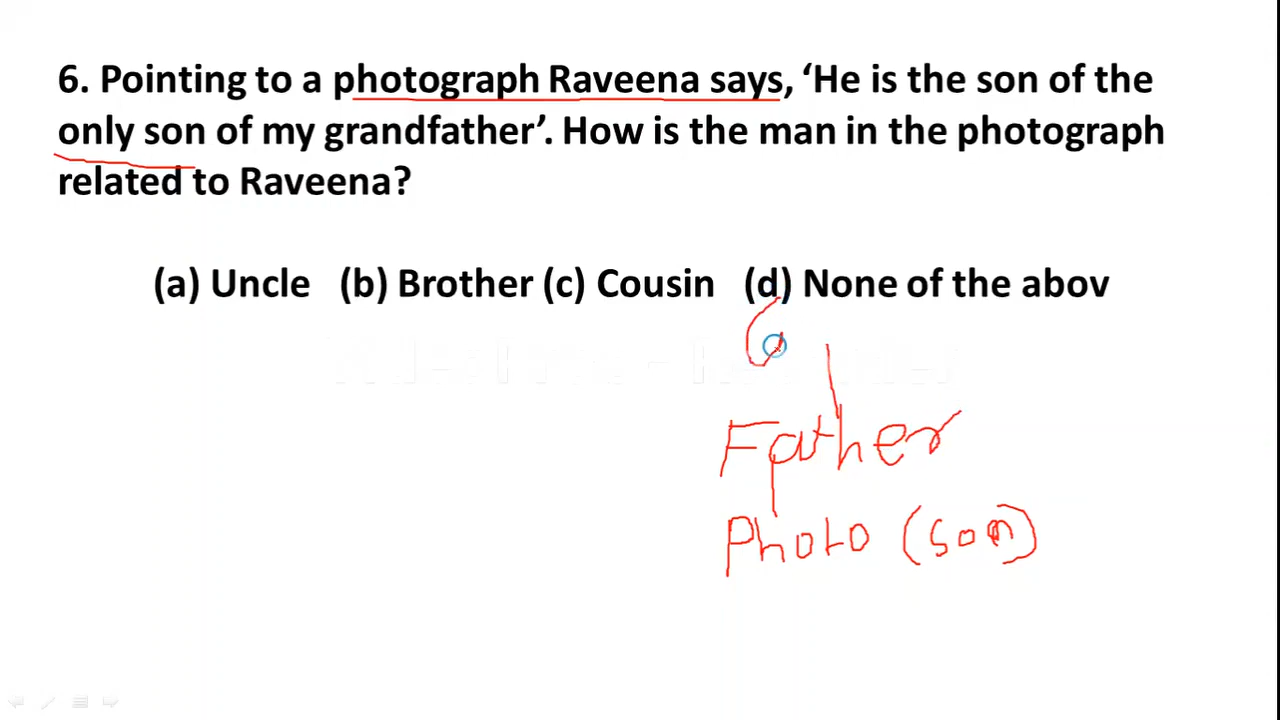 6. Pointing to a photograph Raveena says, ‘He is the son of the
only son of my grandfather’. How is the man in the photograph
related to Raveena?
(a) Uncle (b) Brother (c) Cousin (d) None of the abov
Father
Photo (son)